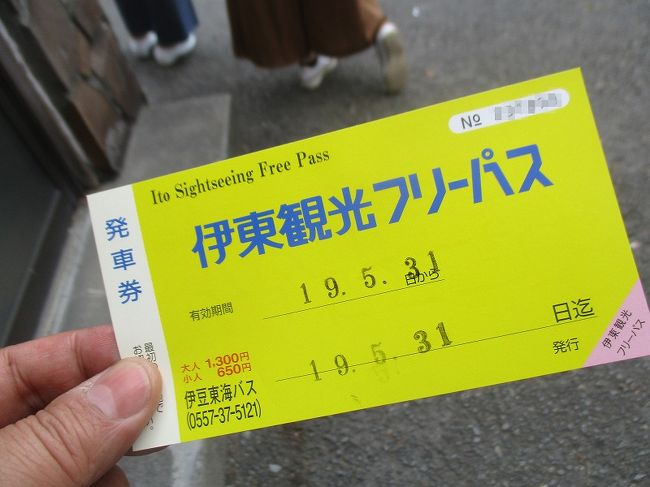 No
Ito Sightseeing Free Pass
伊東観光フリーパス
発車券
有効期間
19.5.31
日から
19.5.31
日迄
発行
大人 1,300円
小人 650円
伊豆東海バス
(0557-37-5121)
伊東観光
フリーパス